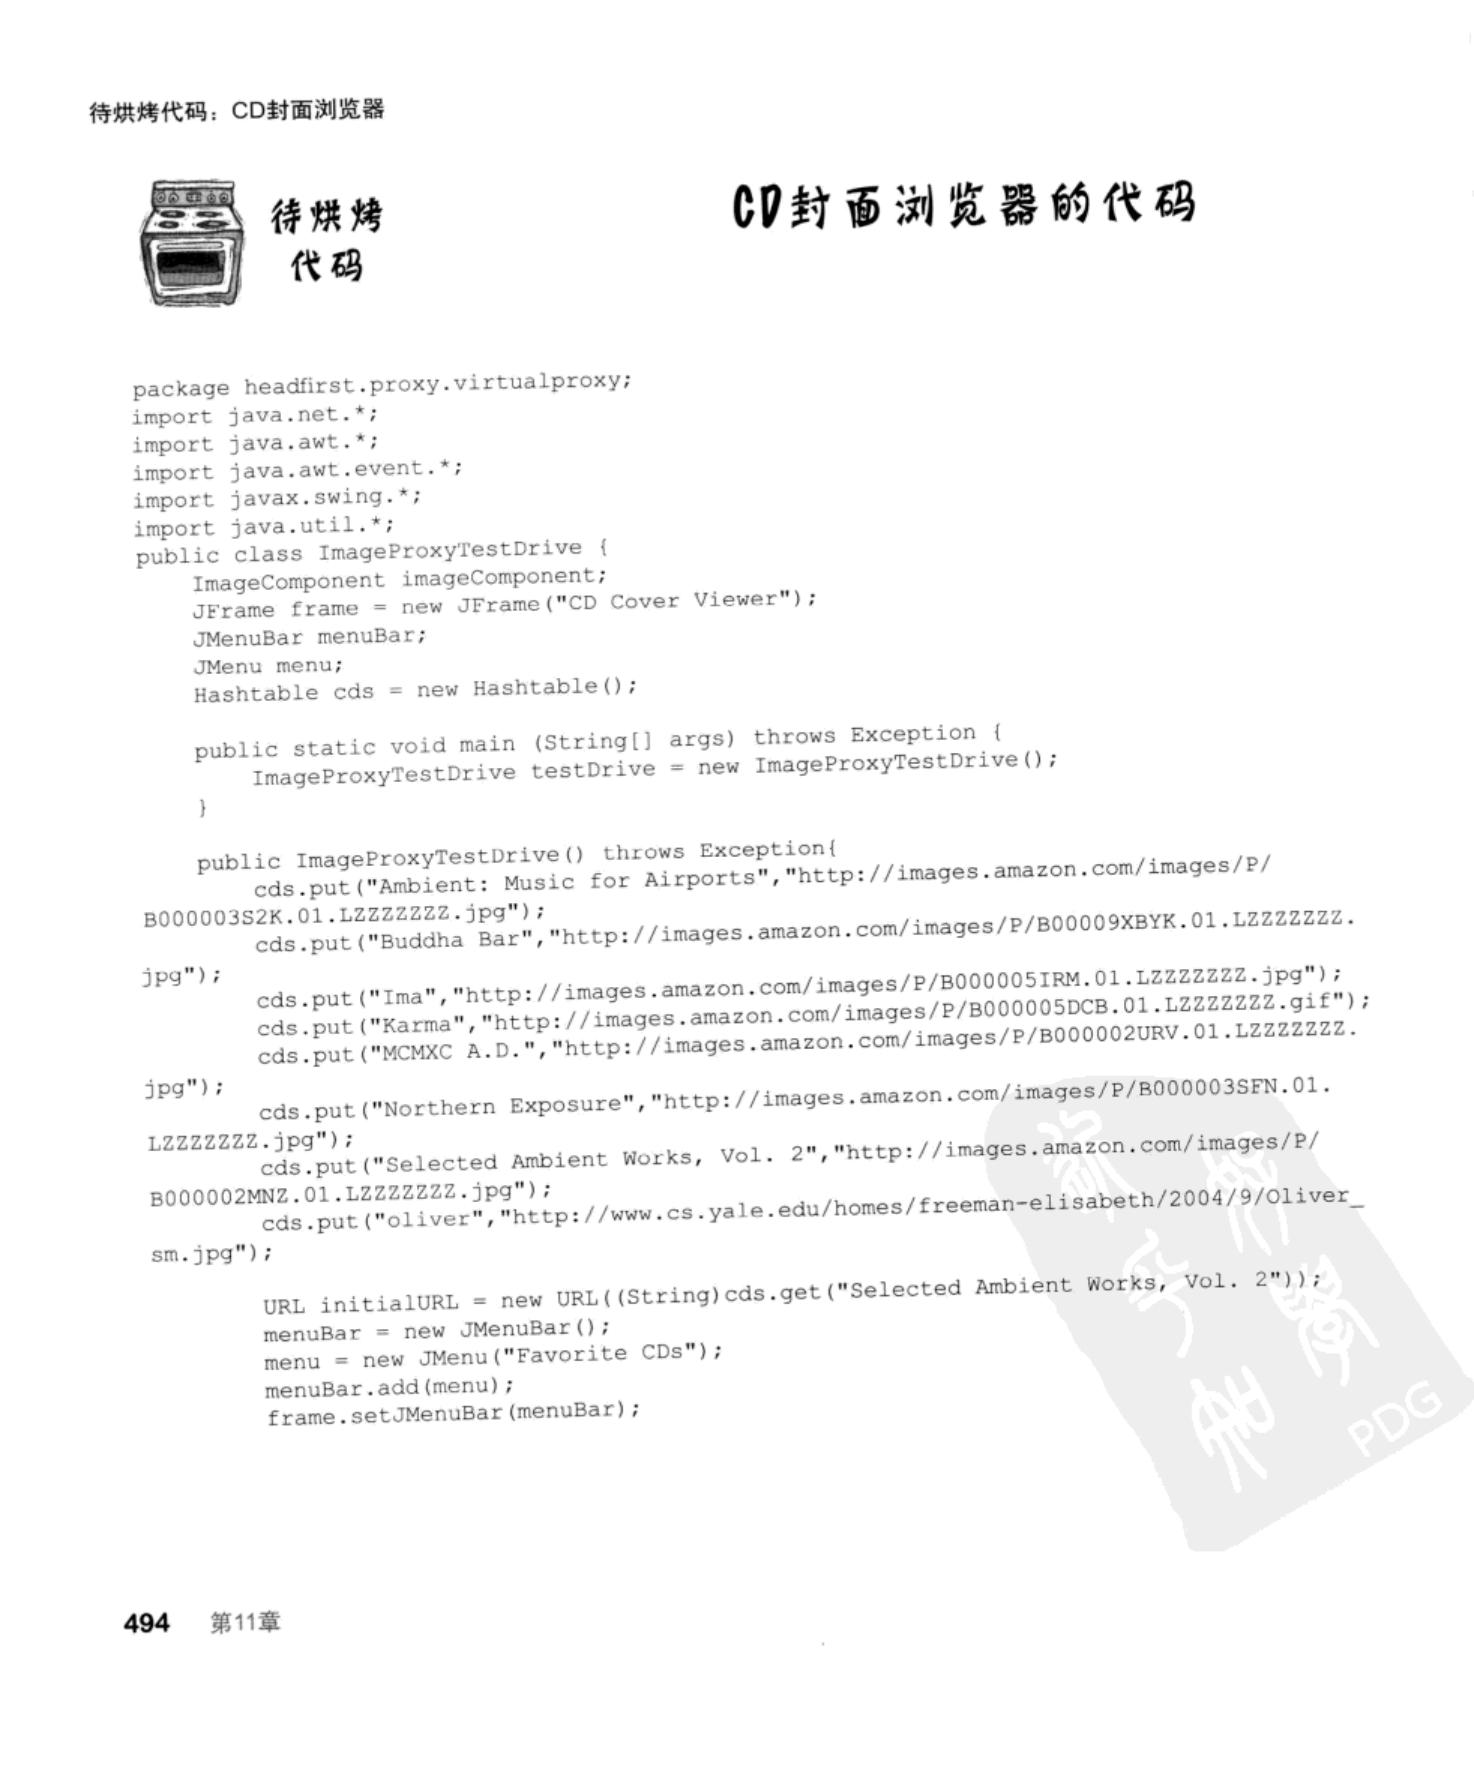 待烘烤代码：CD封面浏览器
待烘烤
代码
CD封面浏览器的代码
package headfirst.proxy.virtualproxy;
import java.net.*;
import java.awt.*;
import java.awt.event.*;
import javax.swing.*;
import java.util.*;
public class ImageProxyTestDrive {
    ImageComponent imageComponent;
    JFrame frame = new JFrame("CD Cover Viewer");
    JMenuBar menuBar;
    JMenu menu;
    Hashtable cds = new Hashtable();
    public static void main (String[] args) throws Exception {
        ImageProxyTestDrive testDrive = new ImageProxyTestDrive();
    }
    public ImageProxyTestDrive() throws Exception{
        cds.put("Ambient: Music for Airports","http://images.amazon.com/images/P/
B000003S2K.01.LZZZZZZZ.jpg");
        cds.put("Buddha Bar","http://images.amazon.com/images/P/B00009XBYK.01.LZZZZZZZ.
jpg");
        cds.put("Ima","http://images.amazon.com/images/P/B000005IRM.01.LZZZZZZZ.jpg");
        cds.put("Karma","http://images.amazon.com/images/P/B000005DCB.01.LZZZZZZZ.gif");
        cds.put("MCMXC A.D.","http://images.amazon.com/images/P/B000002URV.01.LZZZZZZZ.
jpg");
        cds.put("Northern Exposure","http://images.amazon.com/images/P/B000003SFN.01.
LZZZZZZZ.jpg");
        cds.put("Selected Ambient Works, Vol. 2","http://images.amazon.com/images/P/
B000002MNZ.01.LZZZZZZZ.jpg");
        cds.put("oliver","http://www.cs.yale.edu/homes/freeman-elisabeth/2004/9/Oliver_
sm.jpg");
        URL initialURL = new URL((String)cds.get("Selected Ambient Works, Vol. 2"));
        menuBar = new JMenuBar();
        menu = new JMenu("Favorite CDs");
        menuBar.add(menu);
        frame.setJMenuBar(menuBar);
PDG
494 第11章